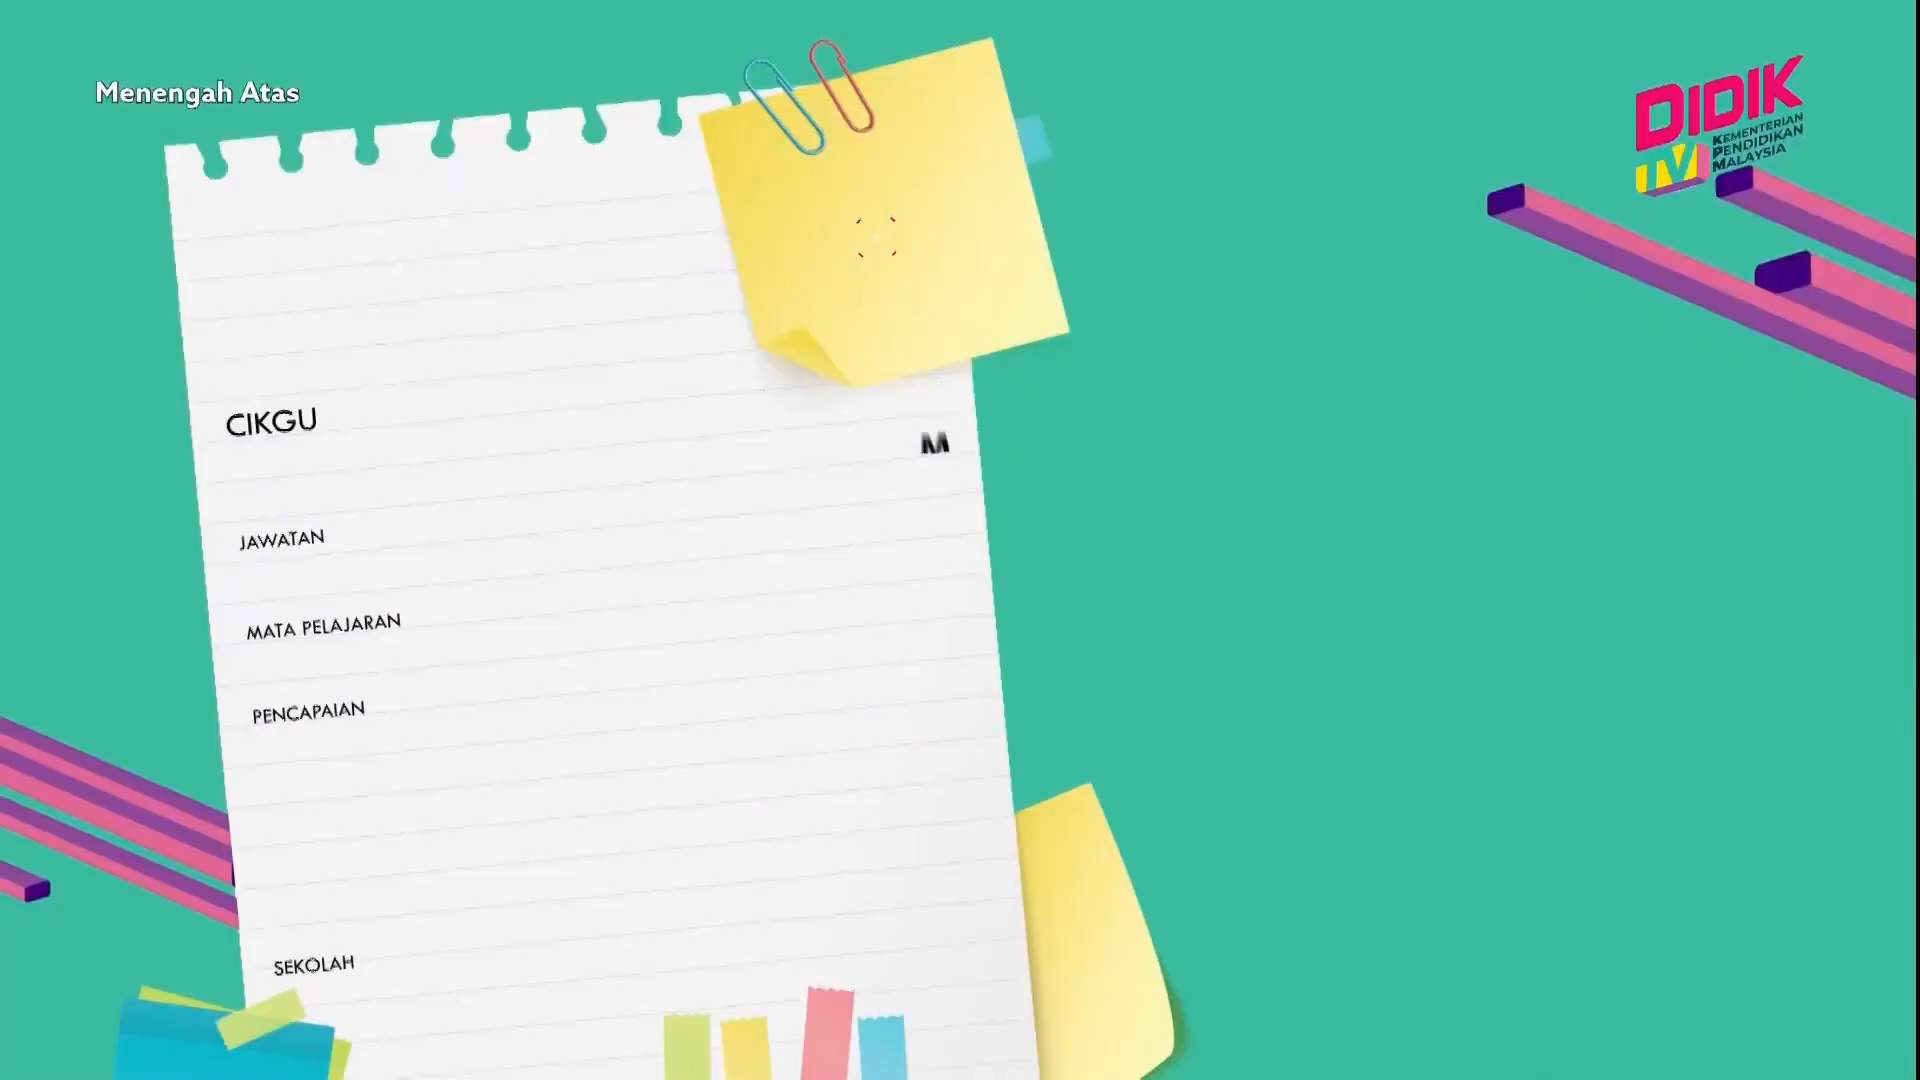 Menengah Atas
DIDIK
TV
KEMENTERIAN
PENDIDIKAN
MALAYSIA
CIKGU
M
JAWATAN
MATA PELAJARAN
PENCAPAIAN
SEKOLAH